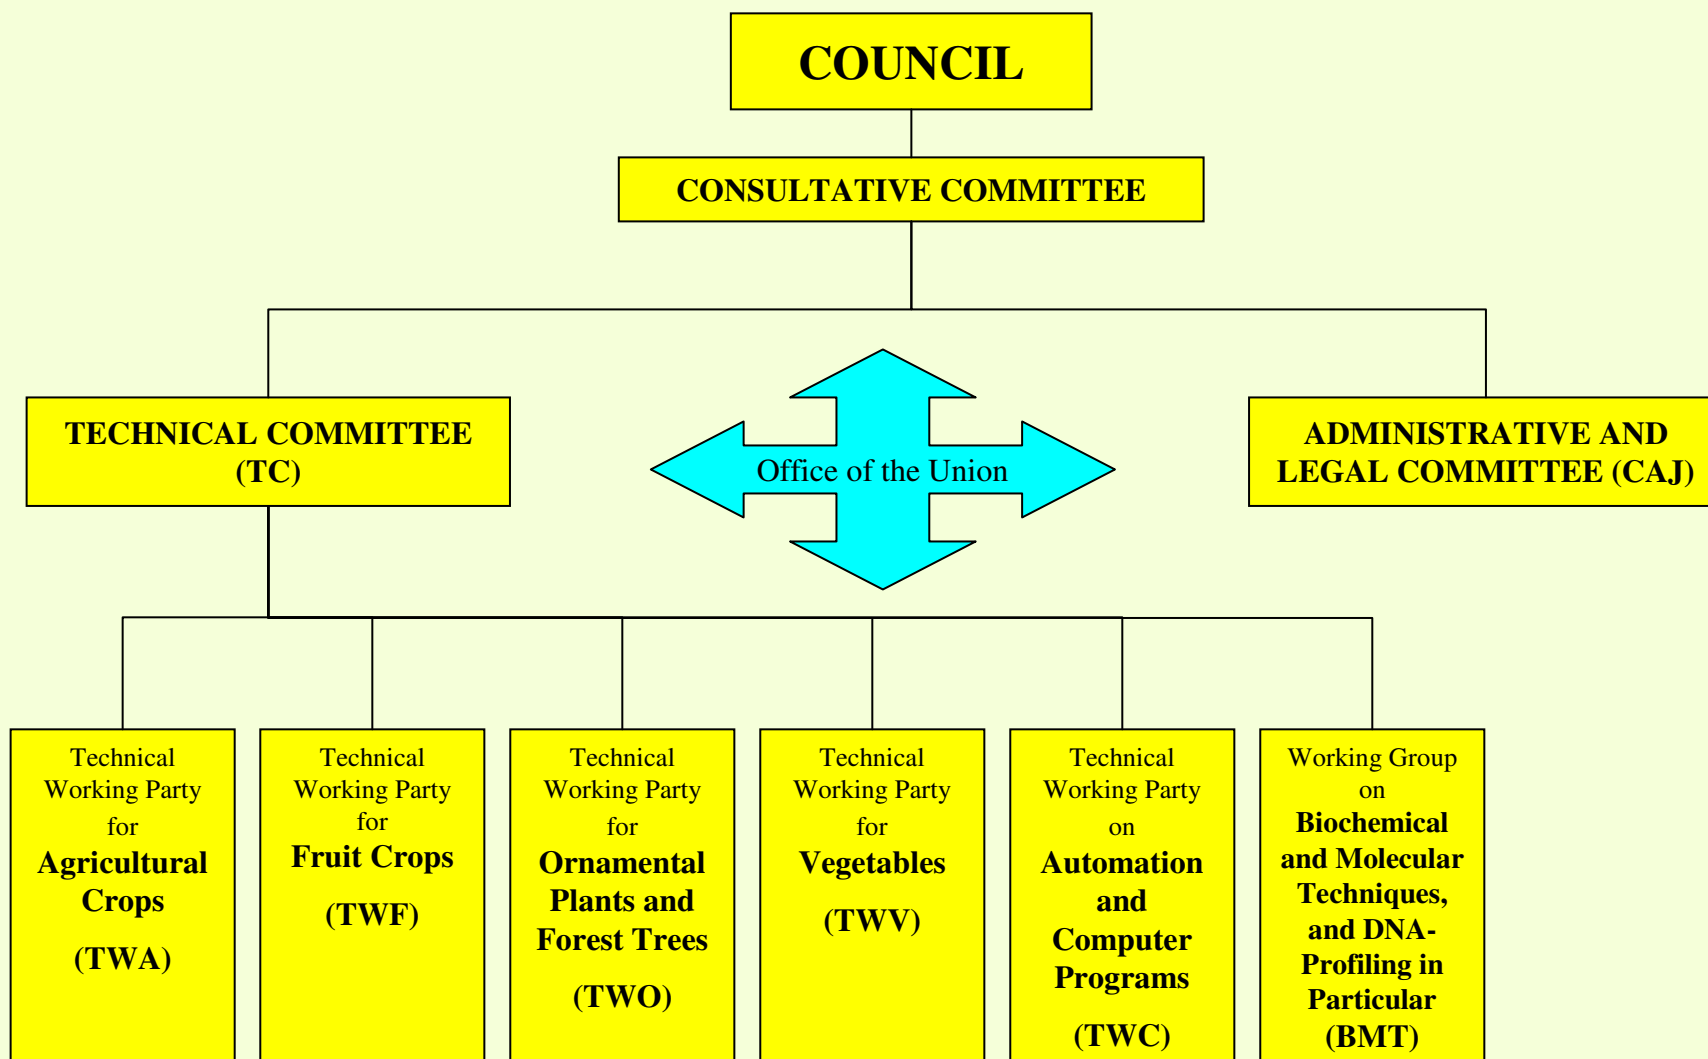 COUNCIL
CONSULTATIVE COMMITTEE
TECHNICAL COMMITTEE
(TC)
Office of the Union
ADMINISTRATIVE AND
LEGAL COMMITTEE (CAJ)
Technical
Working Party
for
Agricultural
Crops
(TWA)
Technical
Working Party
for
Fruit Crops
(TWF)
Technical
Working Party
for
Ornamental
Plants and
Forest Trees
(TWO)
Technical
Working Party
for
Vegetables
(TWV)
Technical
Working Party
on
Automation
and
Computer
Programs
(TWC)
Working Group
on
Biochemical
and Molecular
Techniques,
and DNA-
Profiling in
Particular
(BMT)